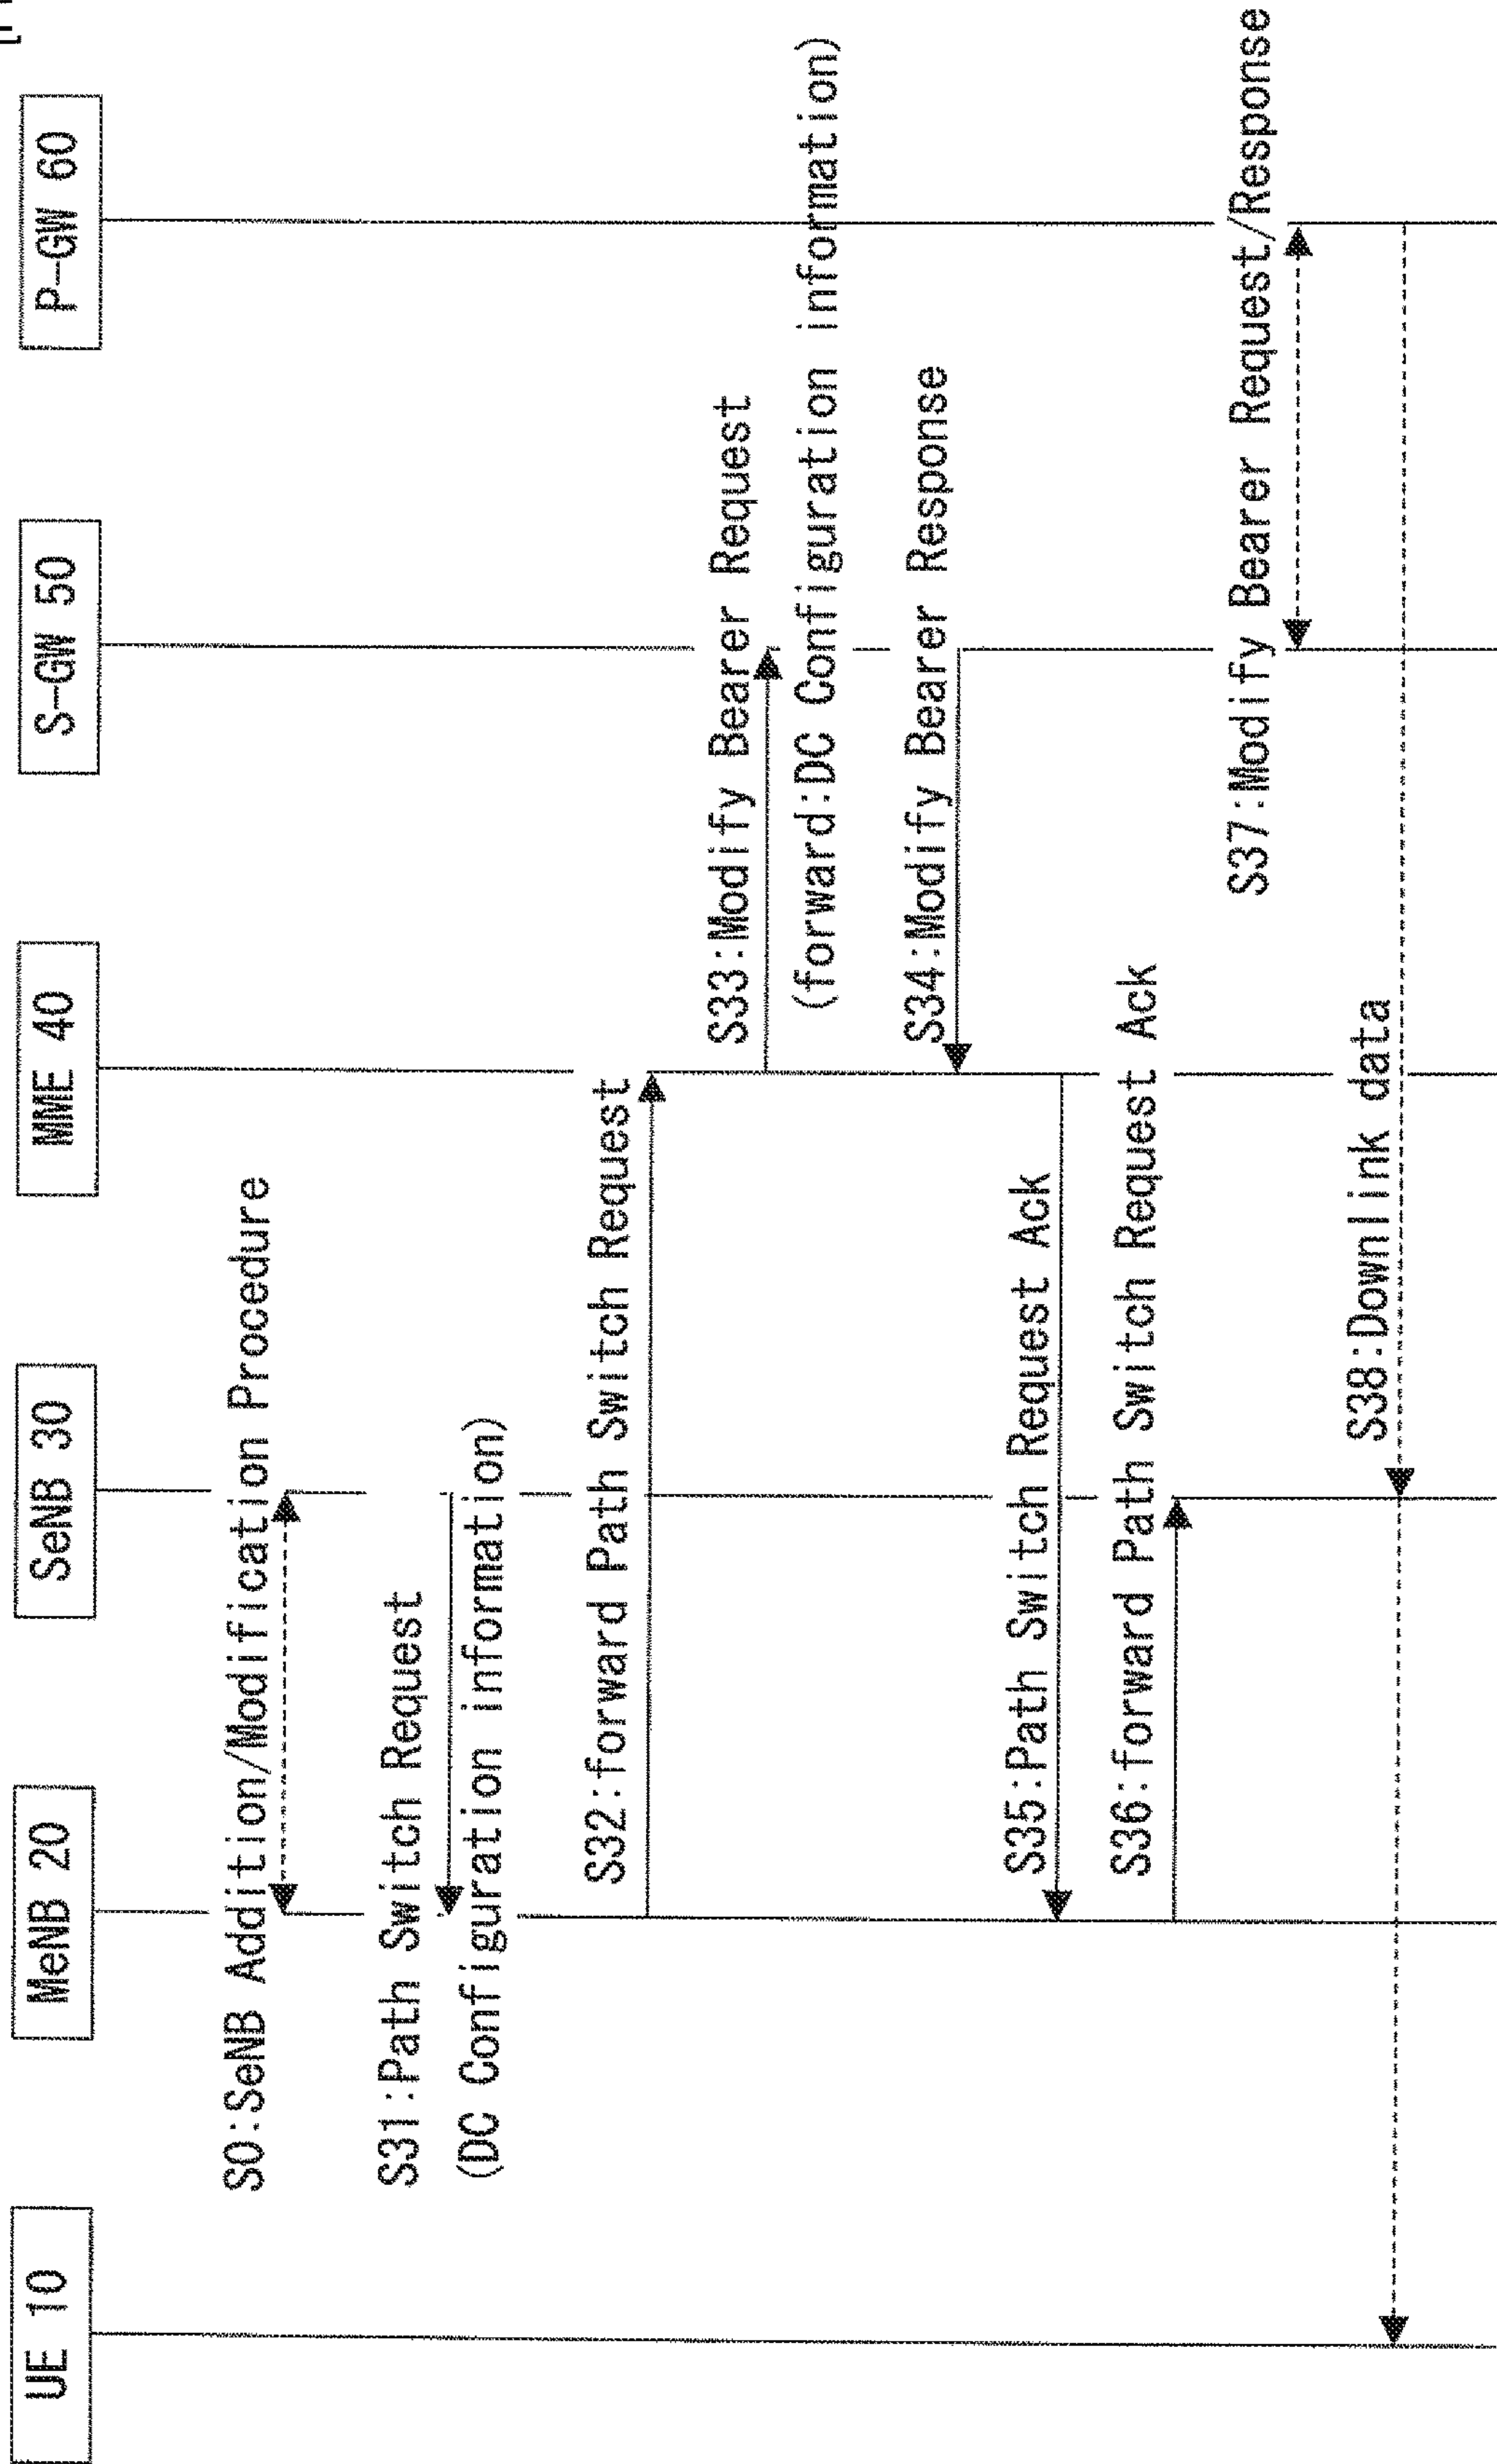 UE 10
MeNB 20
SeNB 30
MME 40
S-GW 50
P-GW 60
S0:SeNB Addition/Modification Procedure
S31:Path Switch Request
(DC Configuration information)
S32:forward Path Switch Request
S33:Modify Bearer Request
(forward:DC Configuration information)
S34:Modify Bearer Response
S35:Path Switch Request Ack
S36:forward Path Switch Request Ack
S37:Modify Bearer Request/Response
S38:Downlink data